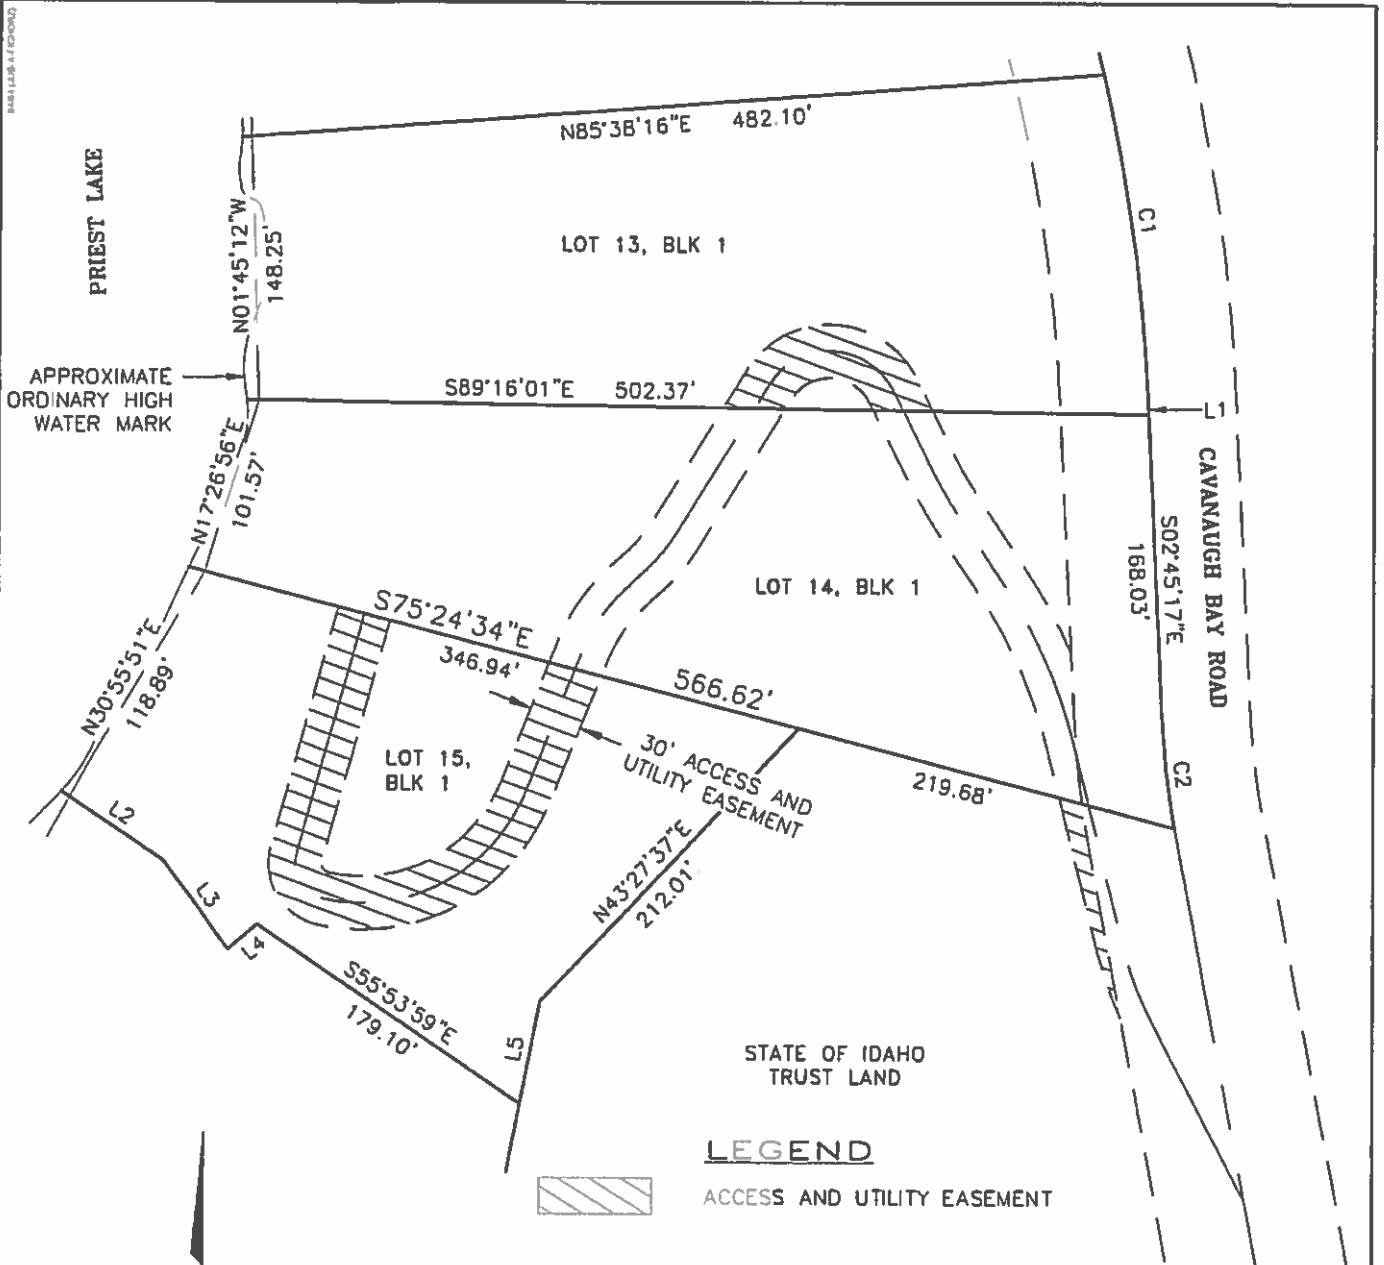 N85°38'16"E 482.10'
PRIEST LAKE
N01°45'12"W
148.25'
LOT 13, BLK 1
C1
APPROXIMATE
ORDINARY HIGH
WATER MARK
S89°16'01"E 502.37'
L1
N17°26'56"E
101.57'
CAVANAUGH BAY ROAD
S02°45'17"E
168.03'
LOT 14, BLK 1
S75°24'34"E
346.94'
566.62'
N30°55'51"E
118.89'
30' ACCESS AND
UTILITY EASEMENT
LOT 15,
BLK 1
219.68'
C2
L2
L3
L4
N43°27'37"E
212.01'
S55°53'59"E
179.10'
L5
STATE OF IDAHO
TRUST LAND
LEGEND
ACCESS AND UTILITY EASEMENT